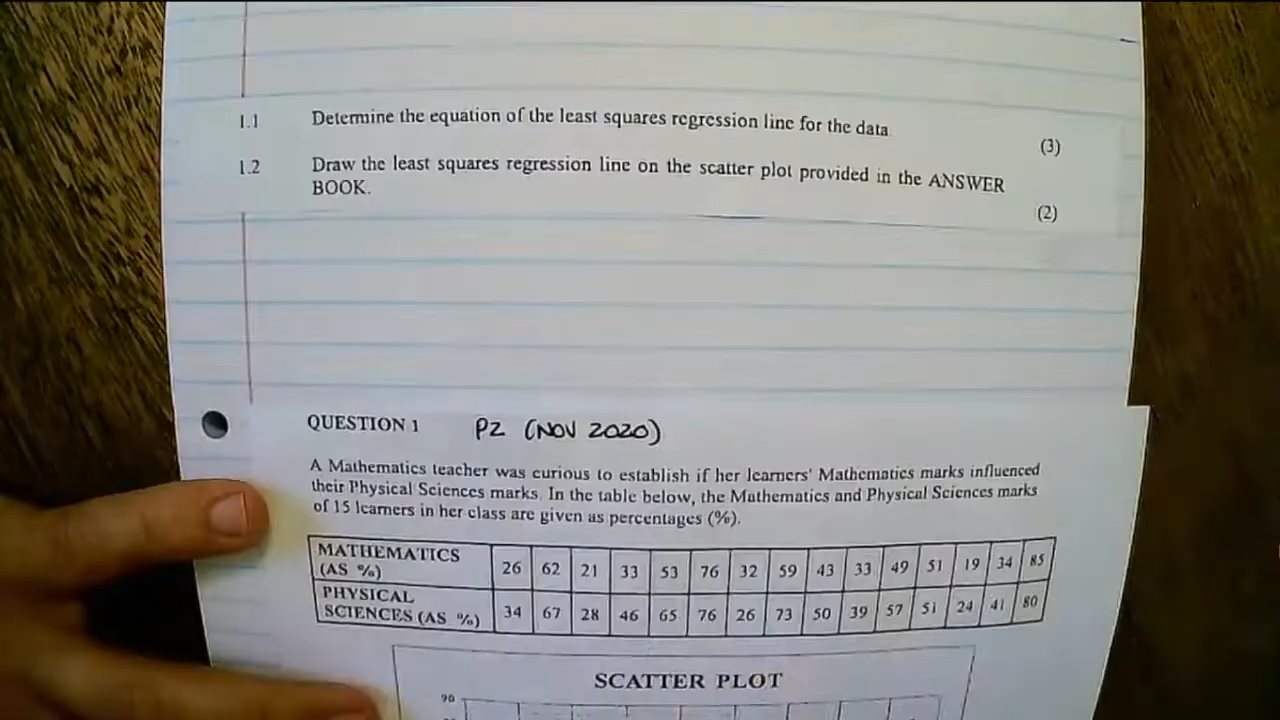 1.1 Determine the equation of the least squares regression line for the data
(3)
1.2 Draw the least squares regression line on the scatter plot provided in the ANSWER
BOOK.
(2)
QUESTION 1 P2 (NOV 2020)
A Mathematics teacher was curious to establish if her learners' Mathematics marks influenced
their Physical Sciences marks. In the table below, the Mathematics and Physical Sciences marks
of 15 learners in her class are given as percentages (%).
MATHEMATICS
(AS %) 26 62 21 33 53 76 32 59 43 33 49 51 19 34 85
PHYSICAL
SCIENCES (AS %) 34 67 28 46 65 76 26 73 50 39 57 51 24 41 80
SCATTER PLOT
90